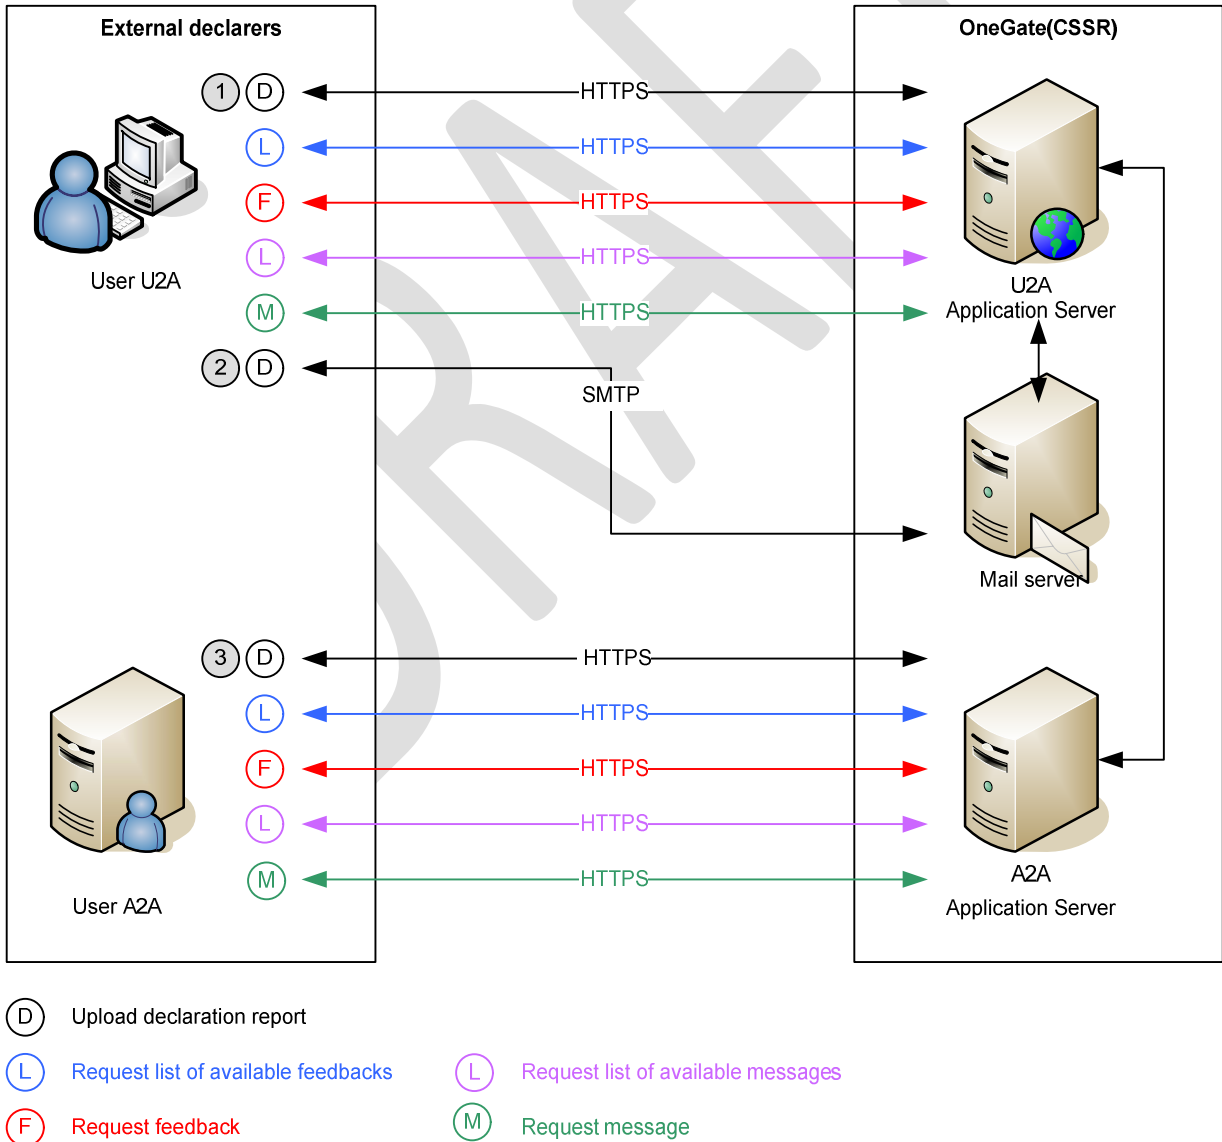 External declarers
OneGate(CSSR)
1 D HTTPS
L HTTPS
F HTTPS
L HTTPS
User U2A
U2A
M HTTPS
Application Server
2 D
SMTP
Mail server
3 D HTTPS
L HTTPS
F HTTPS
L HTTPS
M HTTPS
A2A
User A2A
Application Server
D Upload declaration report
L Request list of available feedbacks
L Request list of available messages
F Request feedback
M Request message
DRAFT